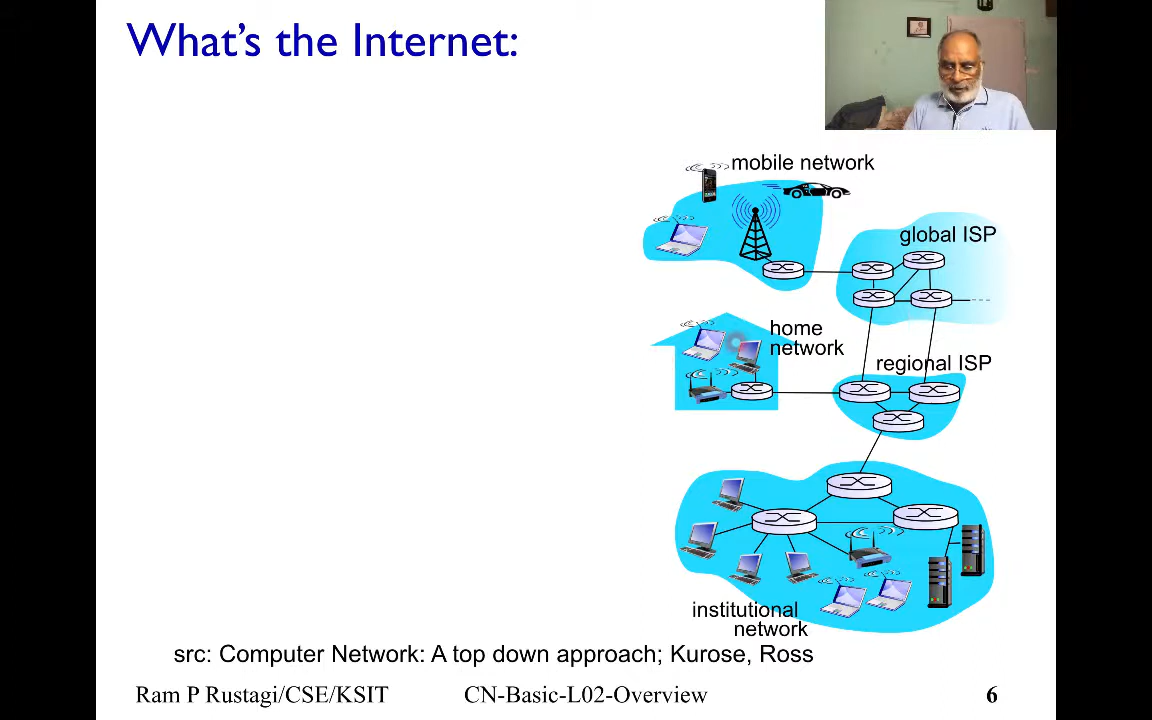 What's the Internet:
mobile network
global ISP
home
network
regional ISP
institutional
network
src: Computer Network: A top down approach; Kurose, Ross
Ram P Rustagi/CSE/KSIT CN-Basic-L02-Overview 6